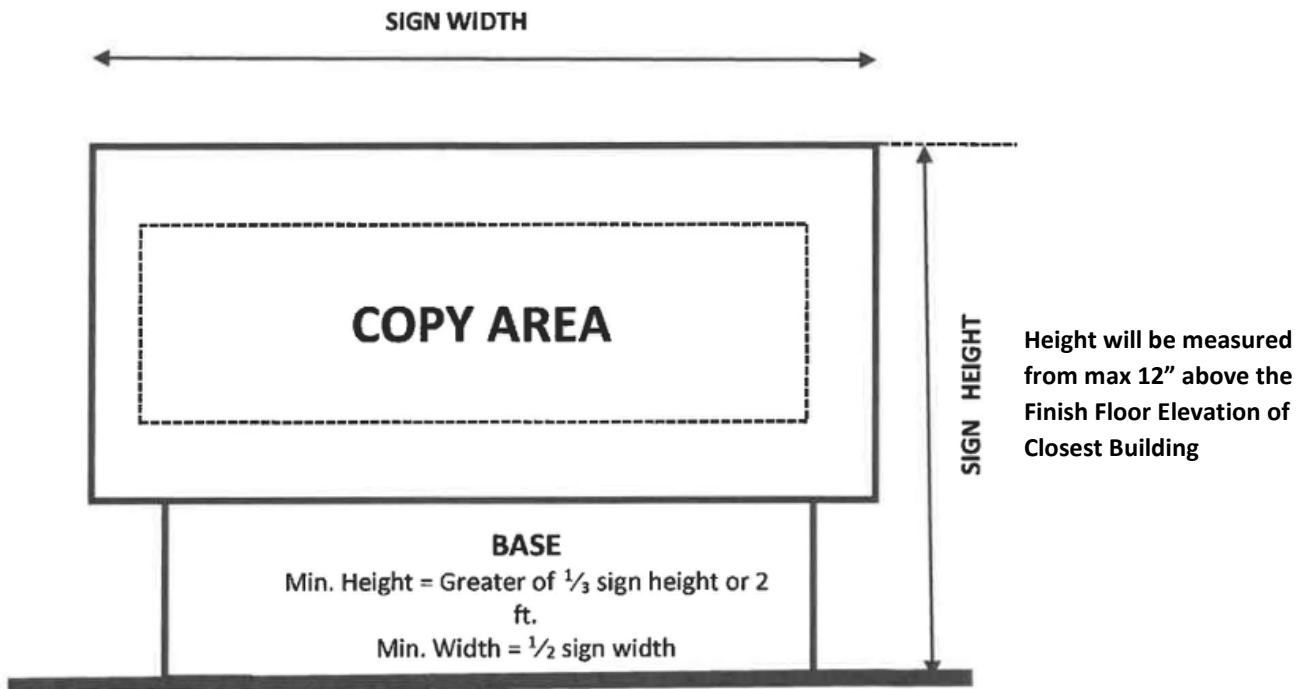 SIGN WIDTH
COPY AREA
SIGN HEIGHT
Height will be measured
from max 12” above the
Finish Floor Elevation of
Closest Building
BASE
Min. Height = Greater of ⅓ sign height or 2
ft.
Min. Width = ½ sign width